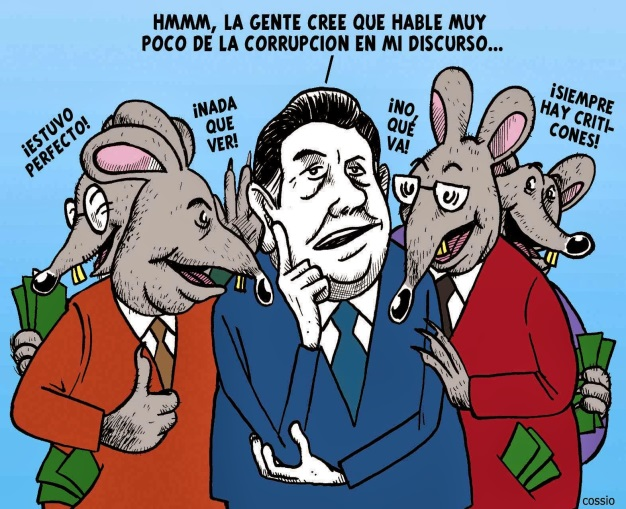 HMMM, LA GENTE CREE QUE HABLE MUY
POCO DE LA CORRUPCION EN MI DISCURSO...
¡ESTUVO
PERFECTO!
¡NADA
QUE
VER!
¡NO,
QUÉ
VA!
¡SIEMPRE
HAY CRITI-
CONES!
cossio